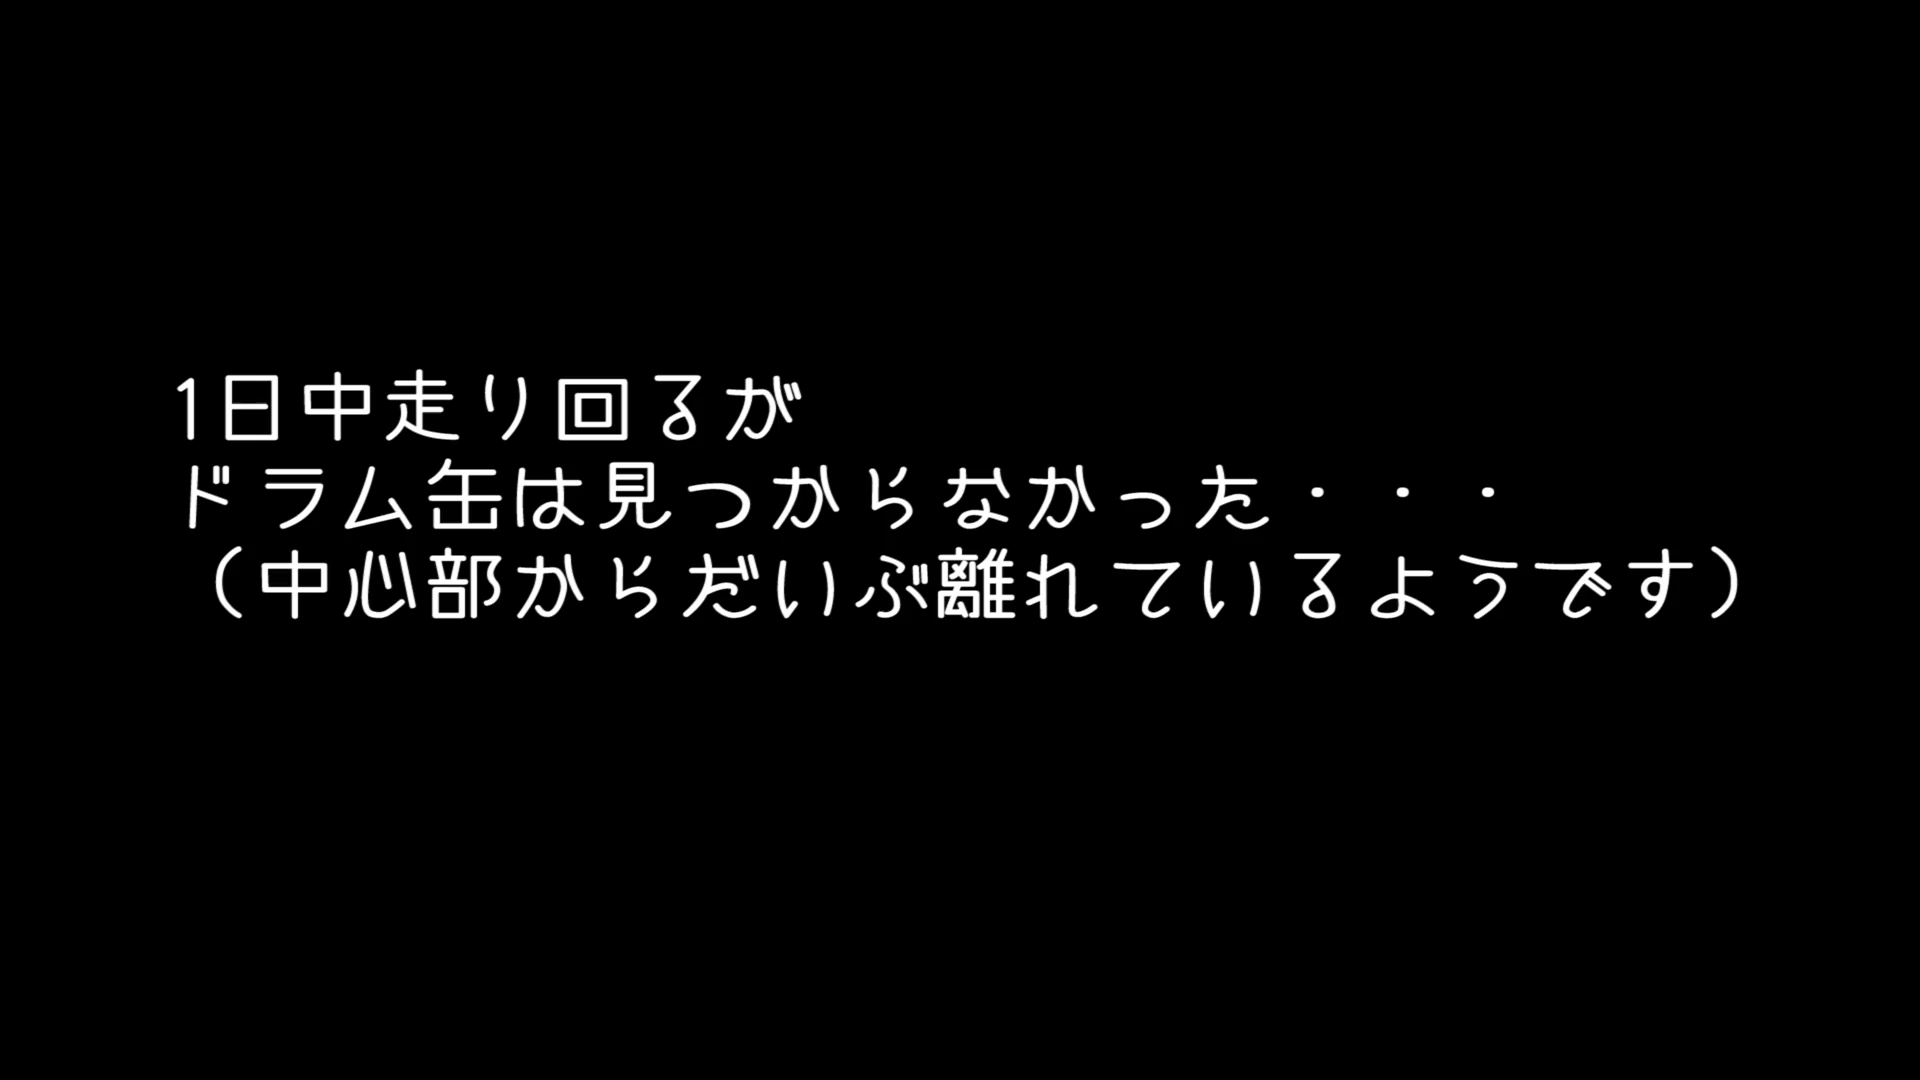 1日中走り回るが
ドラム缶は見つからなかった・・・
（中心部からだいぶ離れているようです）